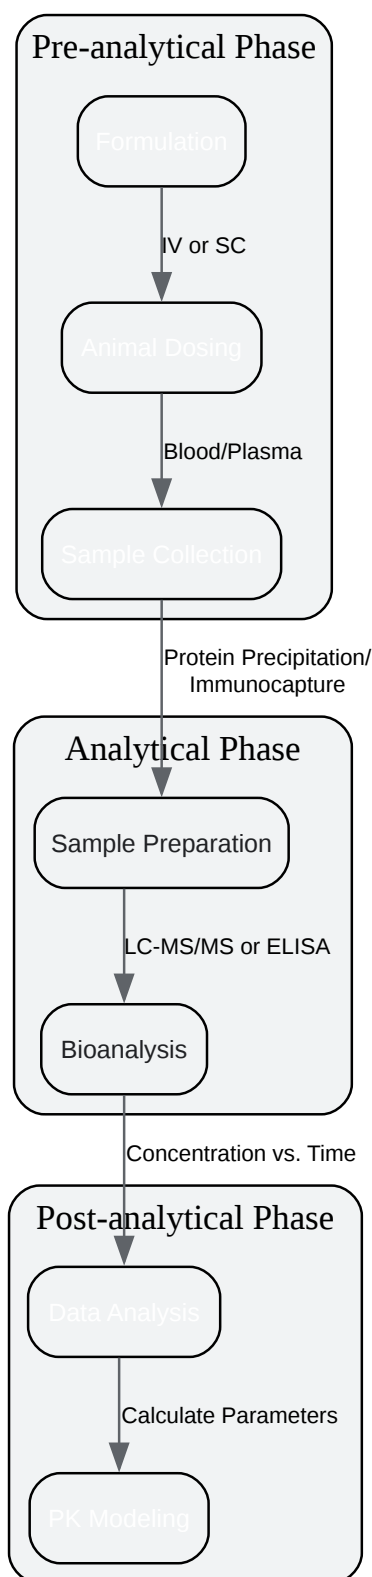 Pre-analytical Phase
Formulation
IV or SC
Animal Dosing
Blood/Plasma
Sample Collection
Protein Precipitation/
Immunocapture
Analytical Phase
Sample Preparation
LC-MS/MS or ELISA
Bioanalysis
Concentration vs. Time
Post-analytical Phase
Data Analysis
Calculate Parameters
PK Modeling